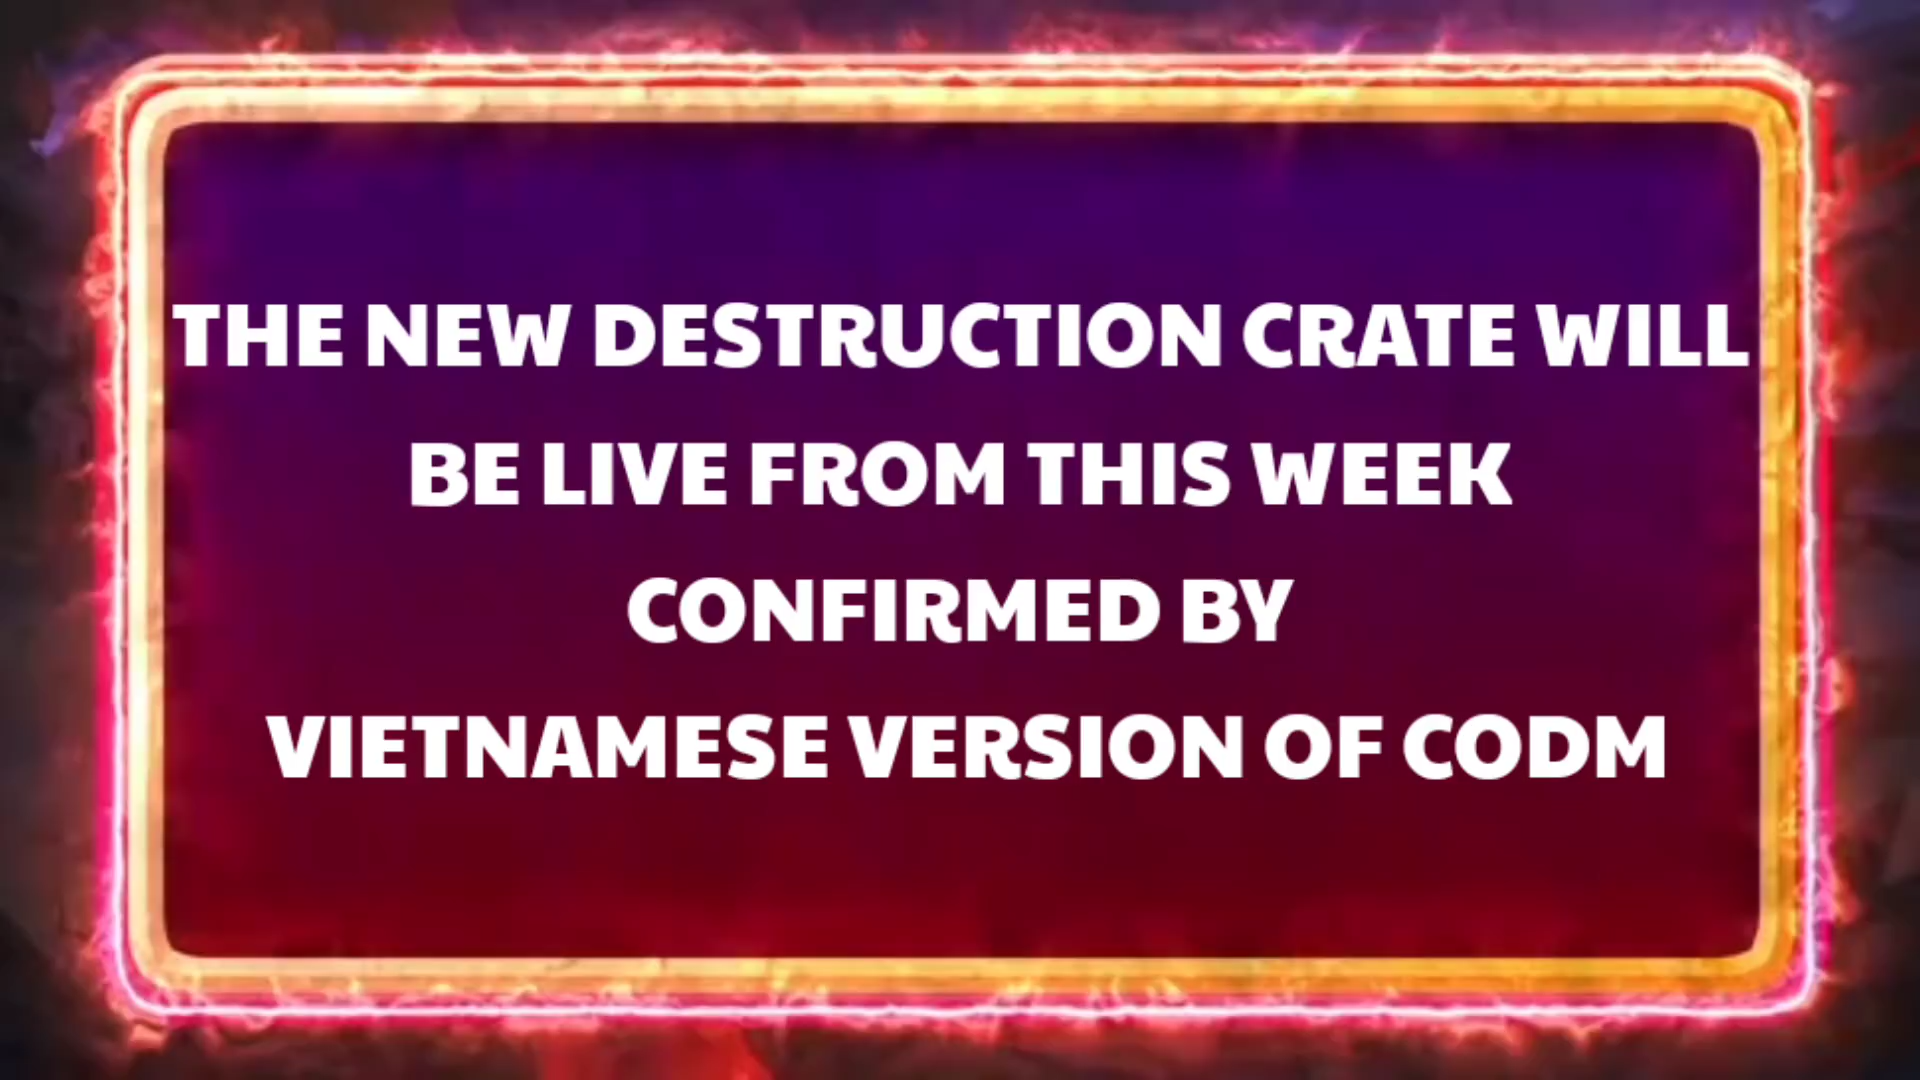 THE NEW DESTRUCTION CRATE WILL
BE LIVE FROM THIS WEEK
CONFIRMED BY
VIETNAMESE VERSION OF CODM